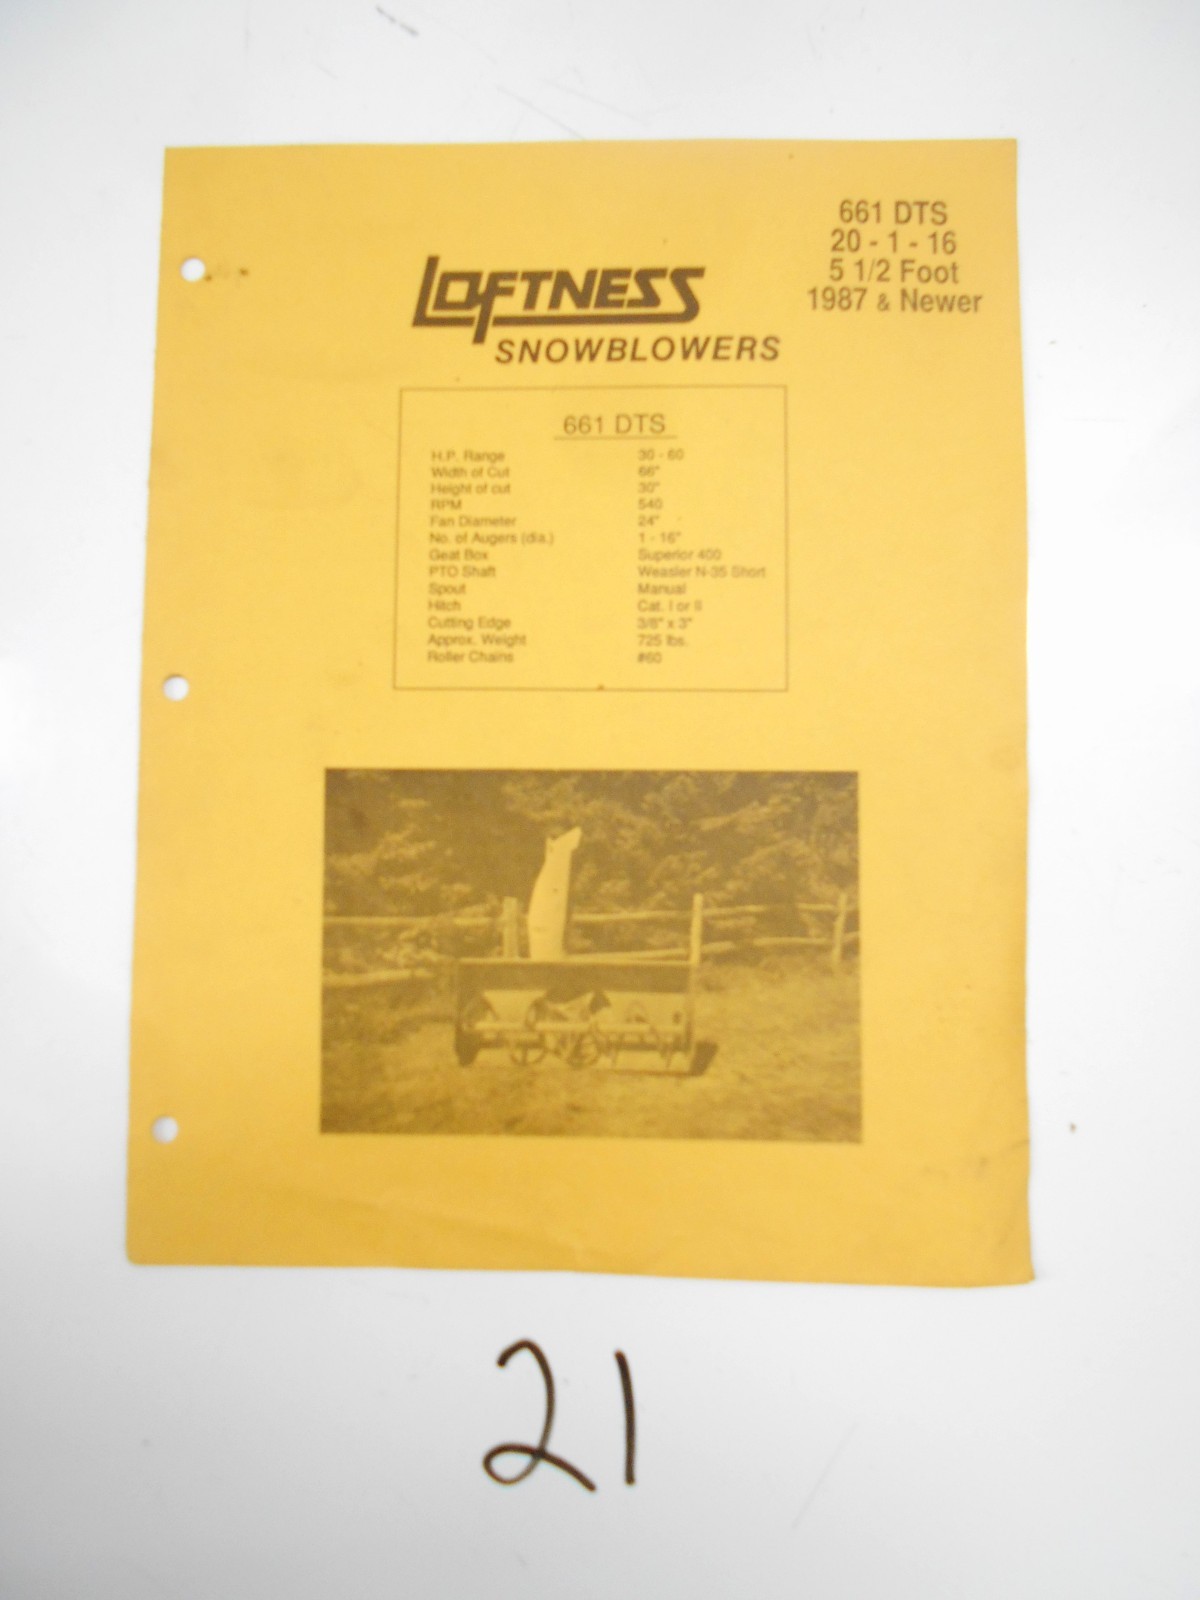 661 DTS
20 - 1 - 16
5 1/2 Foot
1987 & Newer
LOFTNESS
SNOWBLOWERS
661 DTS
H.P. Range 30 - 60
Width of Cut 66"
Height of cut 30"
RPM 540
Fan Diameter 24"
No. of Augers (dia.) 1 - 16"
Geat Box Superior 400
PTO Shaft Weasler N-35 Short
Spout Manual
Hitch Cat. I or II
Cutting Edge 3/8" x 3"
Approx. Weight 725 lbs.
Roller Chains #60
21